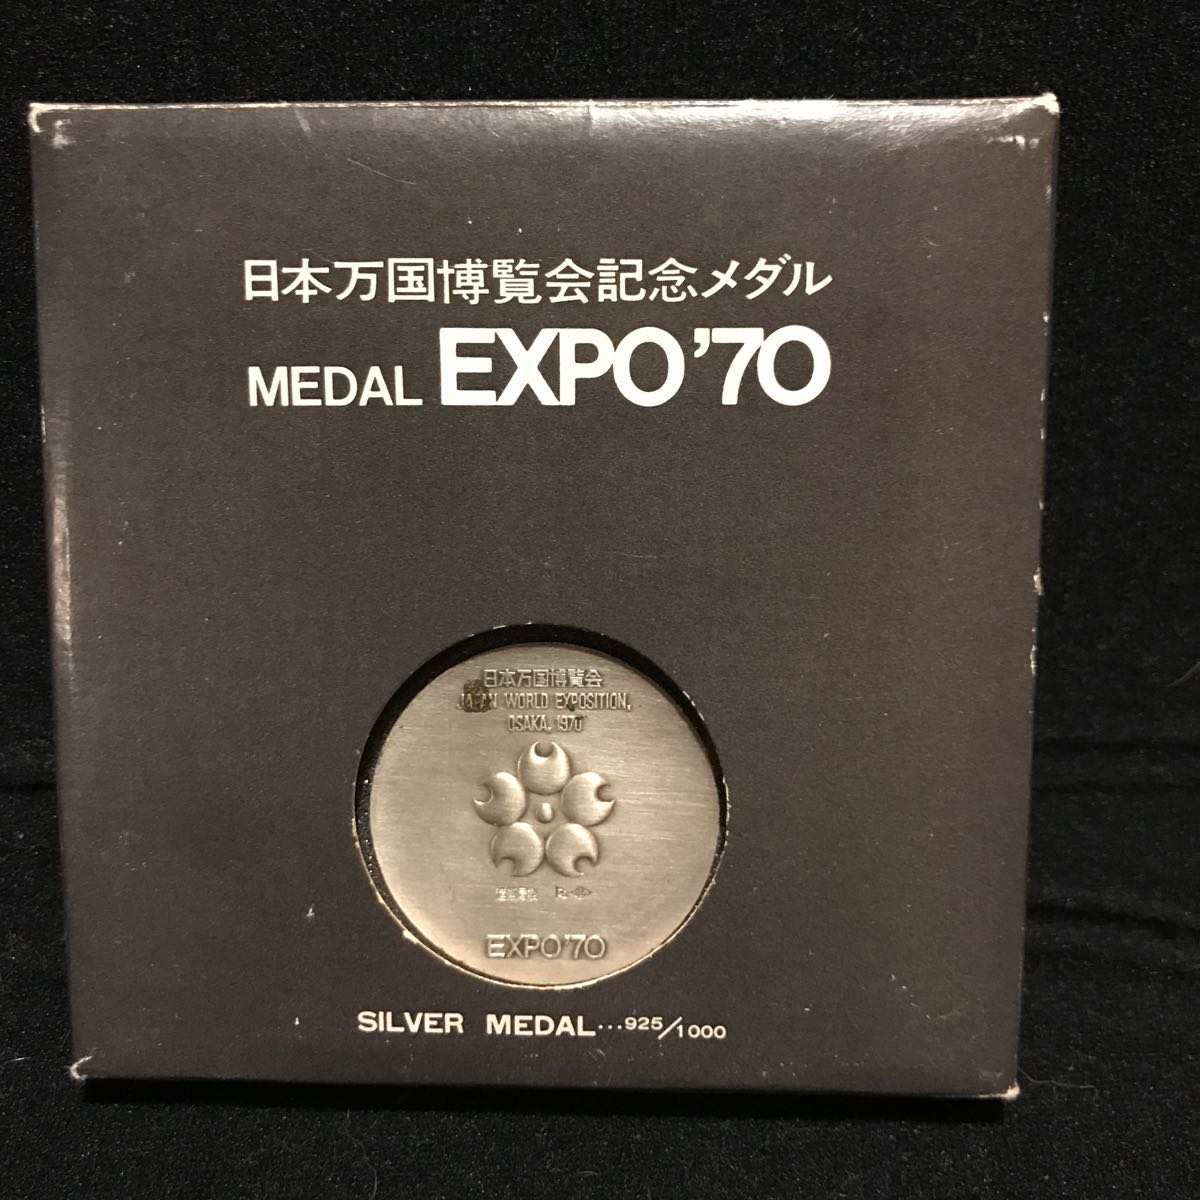 日本万国博覧会記念メダル
MEDAL EXPO'70
日本万国博覧会
JAPAN WORLD EXPOSITION,
OSAKA, 1970
EXPO'70
SILVER MEDAL...925/1000